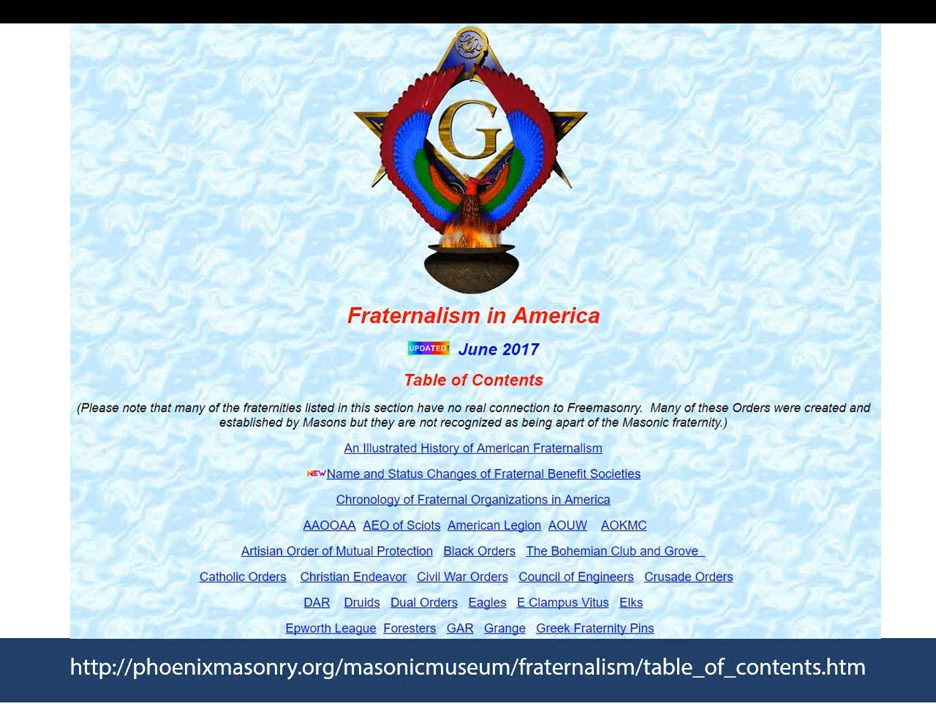 G
Fraternalism in America
UPDATED! June 2017
Table of Contents
(Please note that many of the fraternities listed in this section have no real connection to Freemasonry. Many of these Orders were created and
established by Masons but they are not recognized as being apart of the Masonic fraternity.)
An Illustrated History of American Fraternalism
NEW Name and Status Changes of Fraternal Benefit Societies
Chronology of Fraternal Organizations in America
AAOOAA AEO of Sciots American Legion AOUW AOKMC
Artisian Order of Mutual Protection Black Orders The Bohemian Club and Grove
Catholic Orders Christian Endeavor Civil War Orders Council of Engineers Crusade Orders
DAR Druids Dual Orders Eagles E Clampus Vitus Elks
Epworth League Foresters GAR Grange Greek Fraternity Pins
http://phoenixmasonry.org/masonicmuseum/fraternalism/table_of_contents.htm